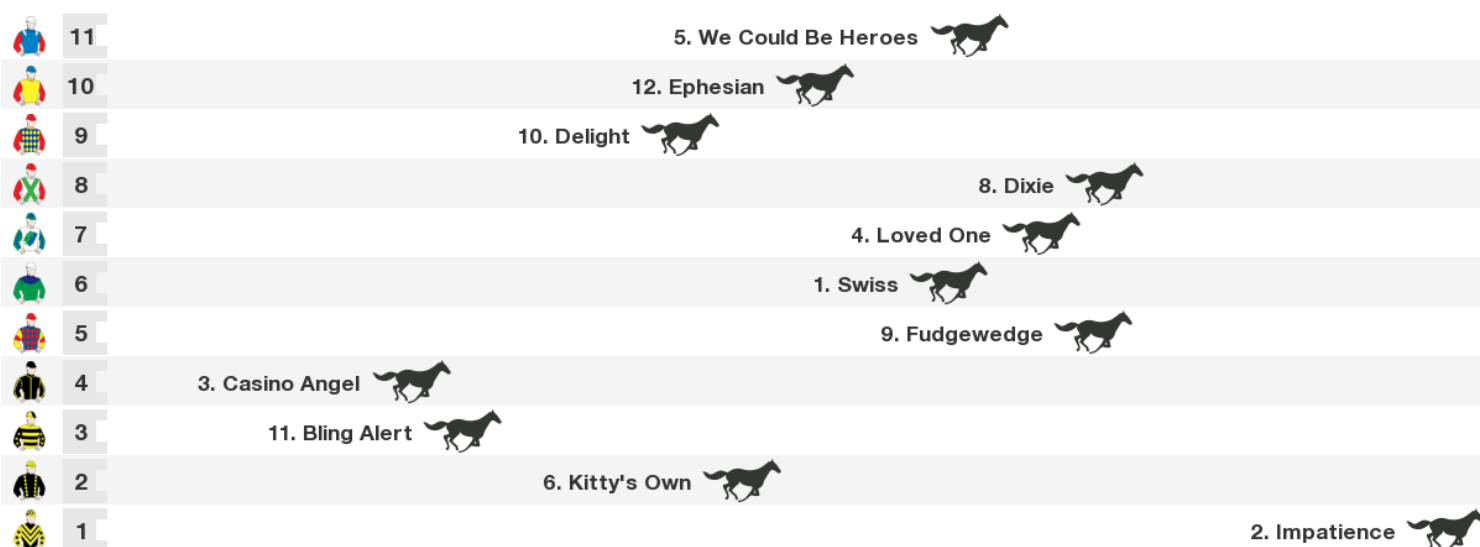 11 5. We Could Be Heroes
10 12. Ephesian
9 10. Delight
8 8. Dixie
7 4. Loved One
6 1. Swiss
5 9. Fudgewedge
4 3. Casino Angel
3 11. Bling Alert
2 6. Kitty's Own
1 2. Impatience